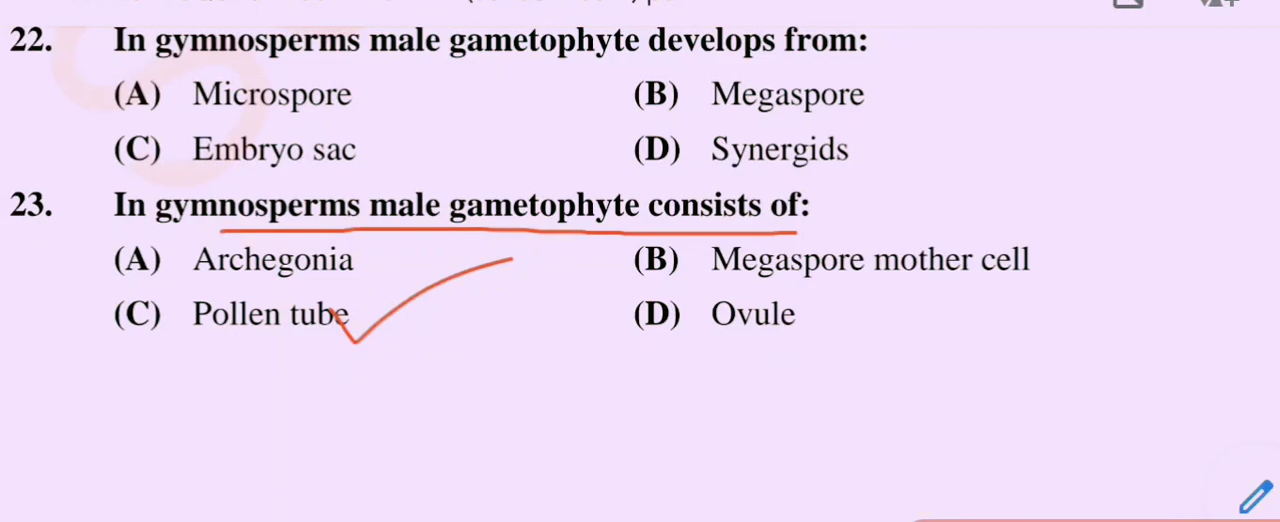 22. In gymnosperms male gametophyte develops from:
(A) Microspore (B) Megaspore
(C) Embryo sac (D) Synergids
23. In gymnosperms male gametophyte consists of:
(A) Archegonia (B) Megaspore mother cell
(C) Pollen tube (D) Ovule